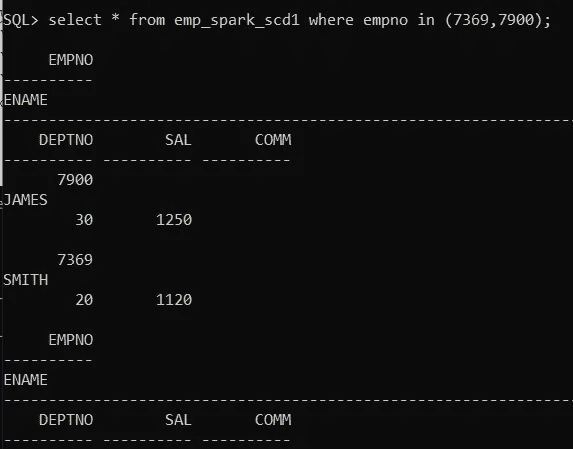 SQL> select * from emp_spark_scd1 where empno in (7369,7900);
EMPNO
----------
ENAME
--------------------------------------------------------------------------------
DEPTNO SAL COMM
---------- ---------- ----------
7900
JAMES
30 1250
7369
SMITH
20 1120
EMPNO
----------
ENAME
--------------------------------------------------------------------------------
DEPTNO SAL COMM
---------- ---------- ----------